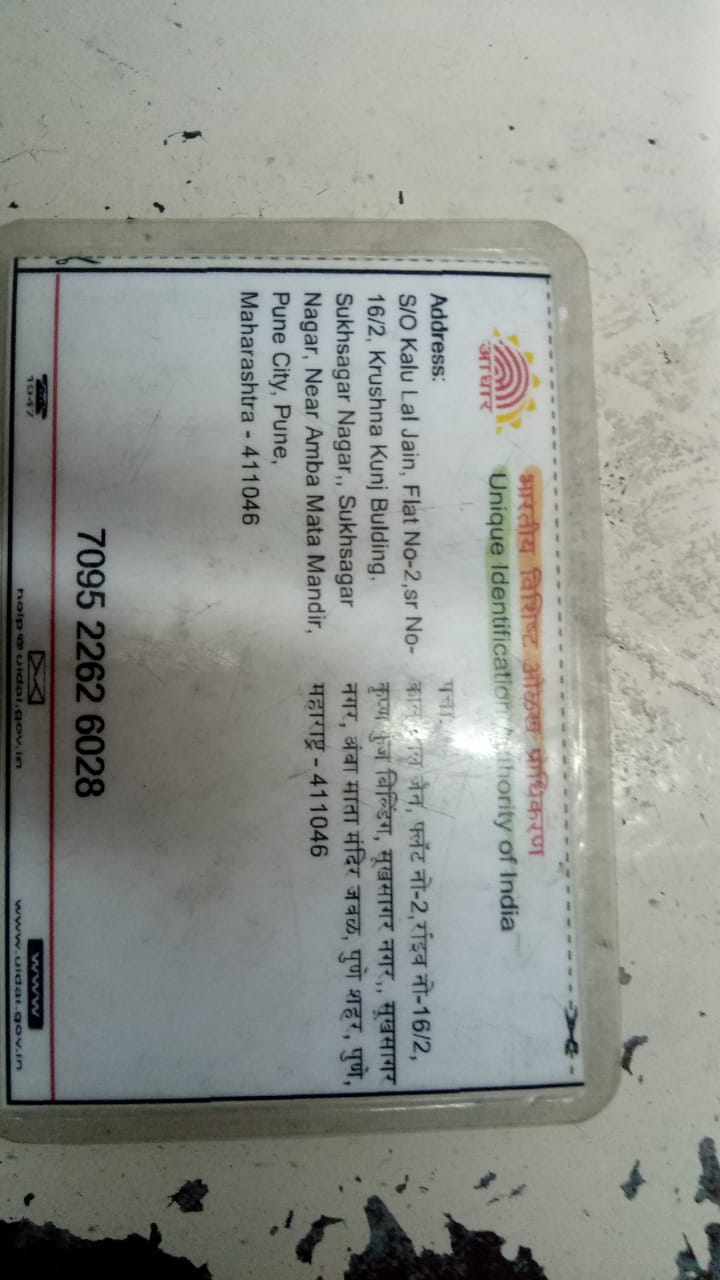 आधार
भारतीय विशिष्ट ओळख प्राधिकरण
Unique Identification Authority of India
Address:
S/O Kalu Lal Jain, Flat No-2,sr No-
16/2, Krushna Kunj Bulding,
Sukhsagar Nagar,, Sukhsagar
Nagar, Near Amba Mata Mandir,
Pune City, Pune,
Maharashtra - 411046
पत्ता:
जैन, फ्लॅट नो-2,र्सइव नो-16/2,
कृष्ण कुंज बिल्डिंग, सुखसागर नगर,, सुखसागर
नगर, अंबा माता मंदिर जवळ, पुणे शहर, पुणे,
महाराष्ट्र - 411046
7095 2262 6028
1947
help@uidai.gov.in
www
www.uidai.gov.in